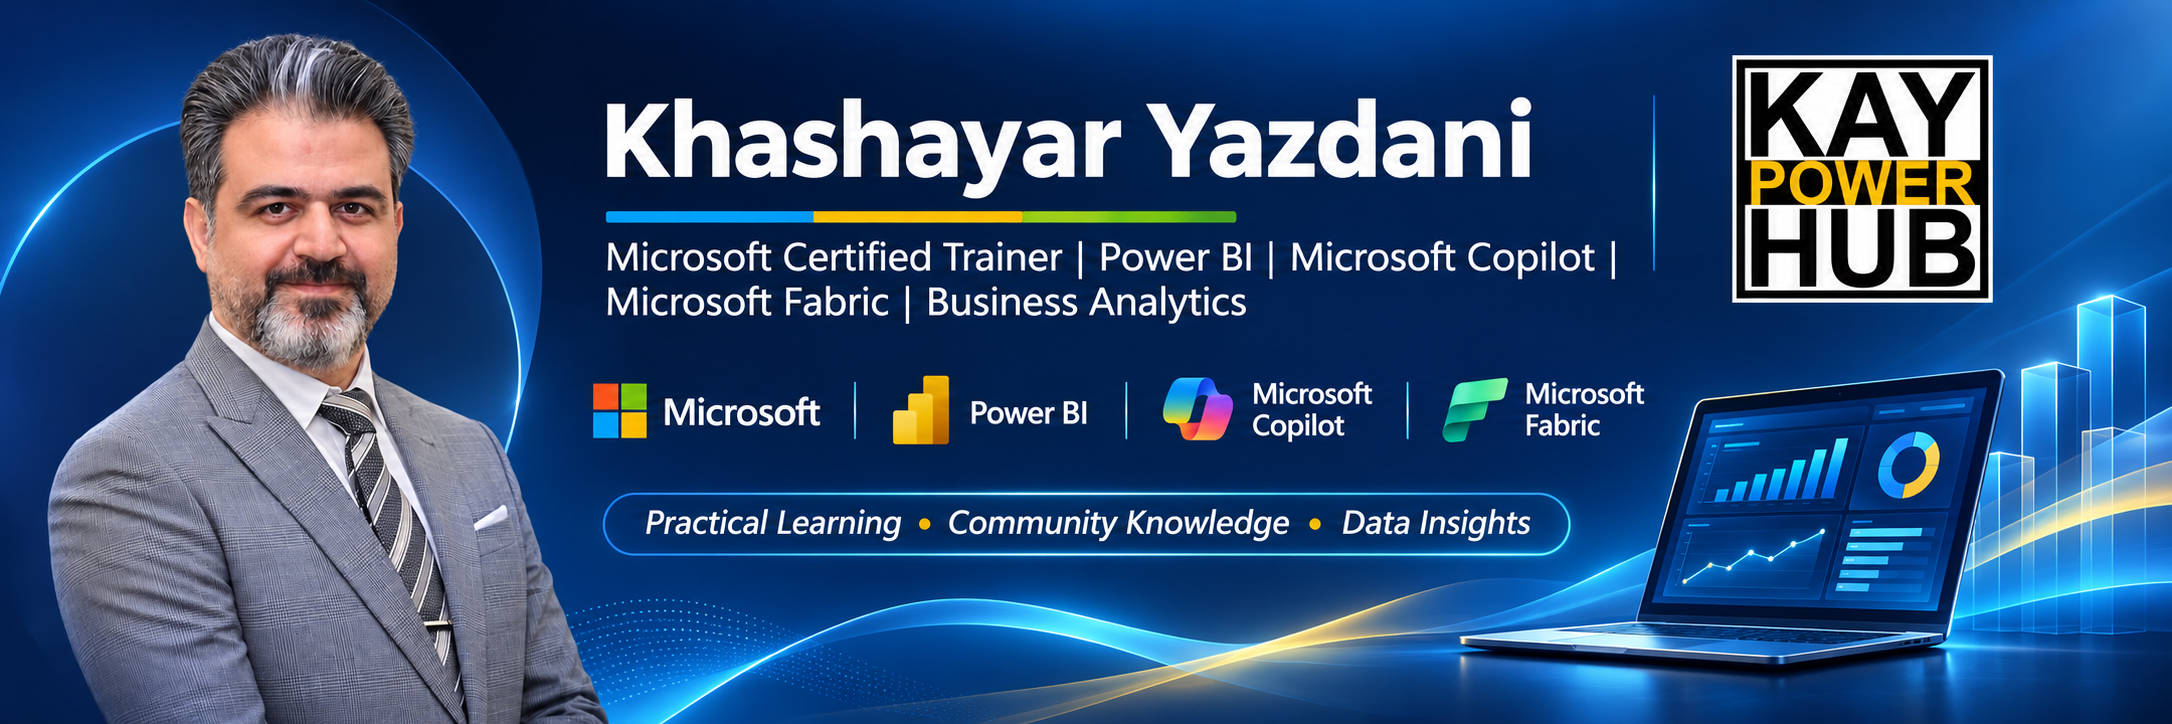 Khashayar Yazdani
Microsoft Certified Trainer | Power BI | Microsoft Copilot |
Microsoft Fabric | Business Analytics
Microsoft
Power BI
Microsoft
Copilot
Microsoft
Fabric
Practical Learning • Community Knowledge • Data Insights
KAY
POWER
HUB